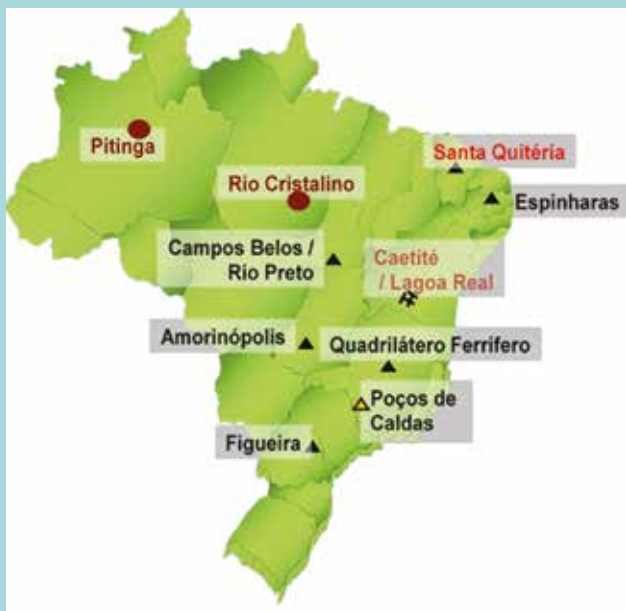 Pitinga
Santa Quitéria
Rio Cristalino
Espinharas
Campos Belos /
Rio Preto
Caetité
/ Lagoa Real
Amorinópolis
Quadrilátero Ferrifero
Poços de
Caldas
Figueira